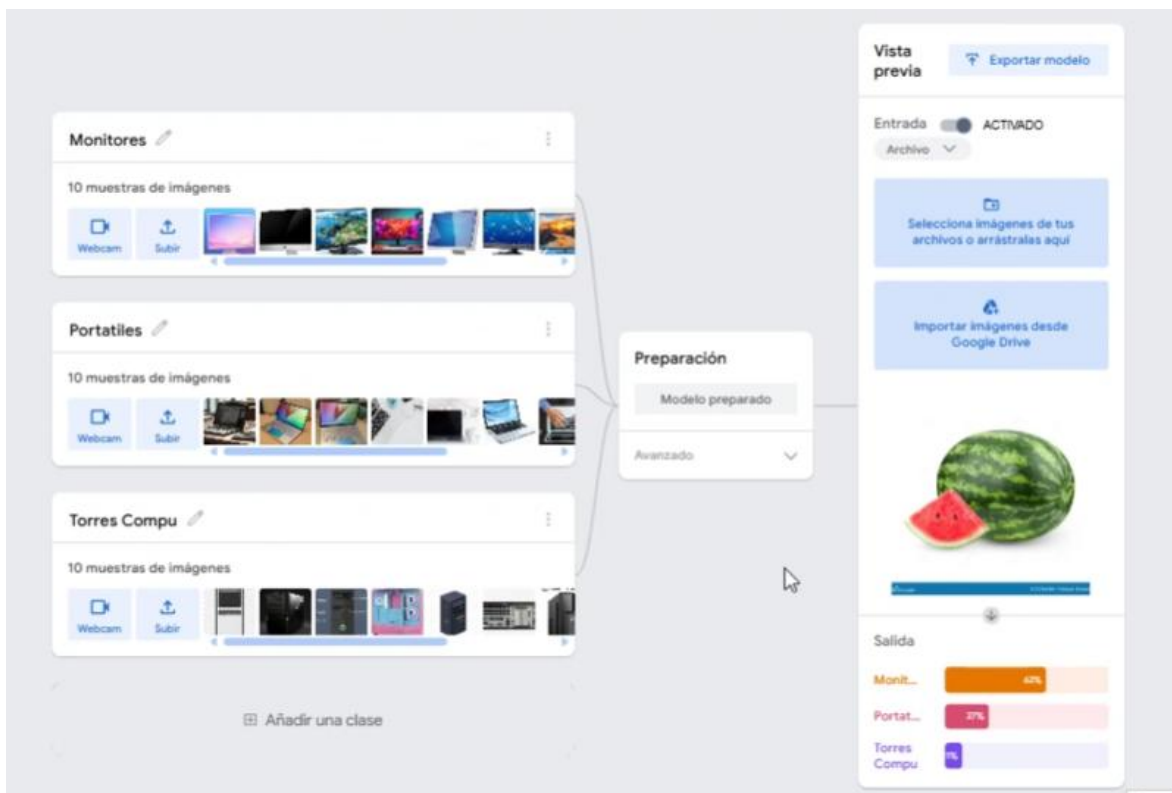 Monitores
10 muestras de imágenes
Webcam
Subir
Portatiles
10 muestras de imágenes
Webcam
Subir
Torres Compu
10 muestras de imágenes
Webcam
Subir
Añadir una clase
Preparación
Modelo preparado
Avanzado
Vista
previa
Exportar modelo
Entrada
ACTIVADO
Archivo
Selecciona imágenes de tus
archivos o arrástralas aquí
Importar imágenes desde
Google Drive
Salida
Monit...
Portat...
37%
Torres
Compu